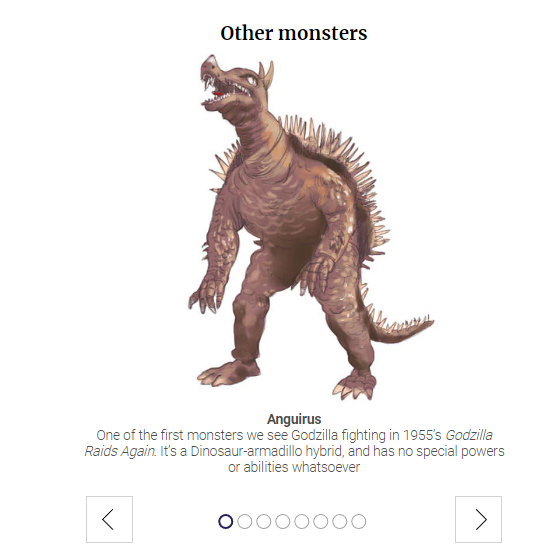 Other monsters
Anguirus
One of the first monsters we see Godzilla fighting in 1955's Godzilla
Raids Again. It's a Dinosaur-armadillo hybrid, and has no special powers
or abilities whatsoever